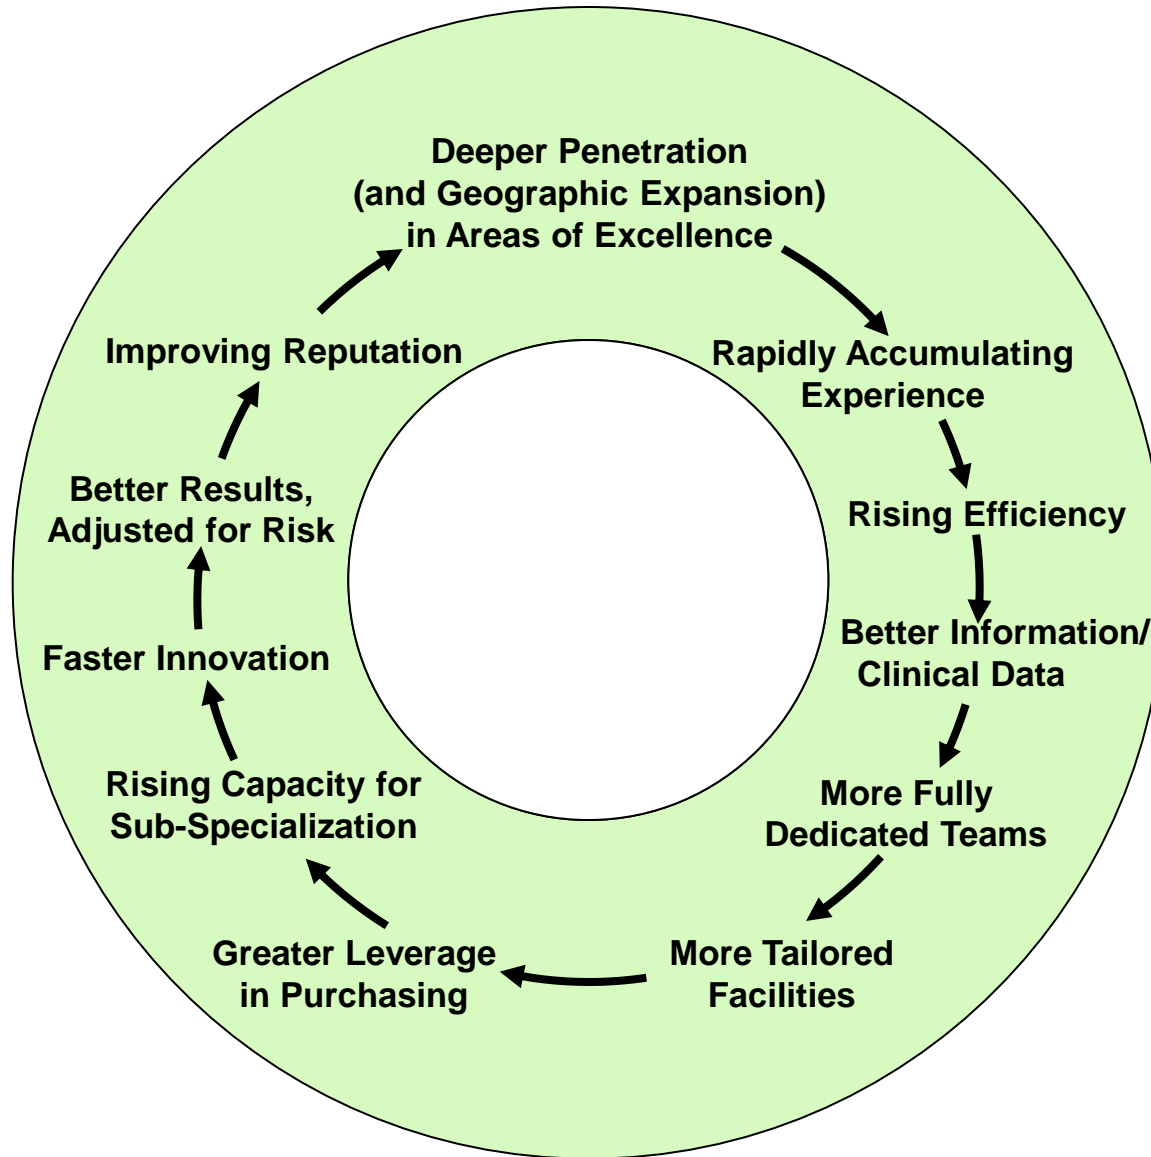 Deeper Penetration
(and Geographic Expansion)
in Areas of Excellence
Rapidly Accumulating
Experience
Rising Efficiency
Better Information/
Clinical Data
More Fully
Dedicated Teams
More Tailored
Facilities
Greater Leverage
in Purchasing
Rising Capacity for
Sub-Specialization
Faster Innovation
Better Results,
Adjusted for Risk
Improving Reputation